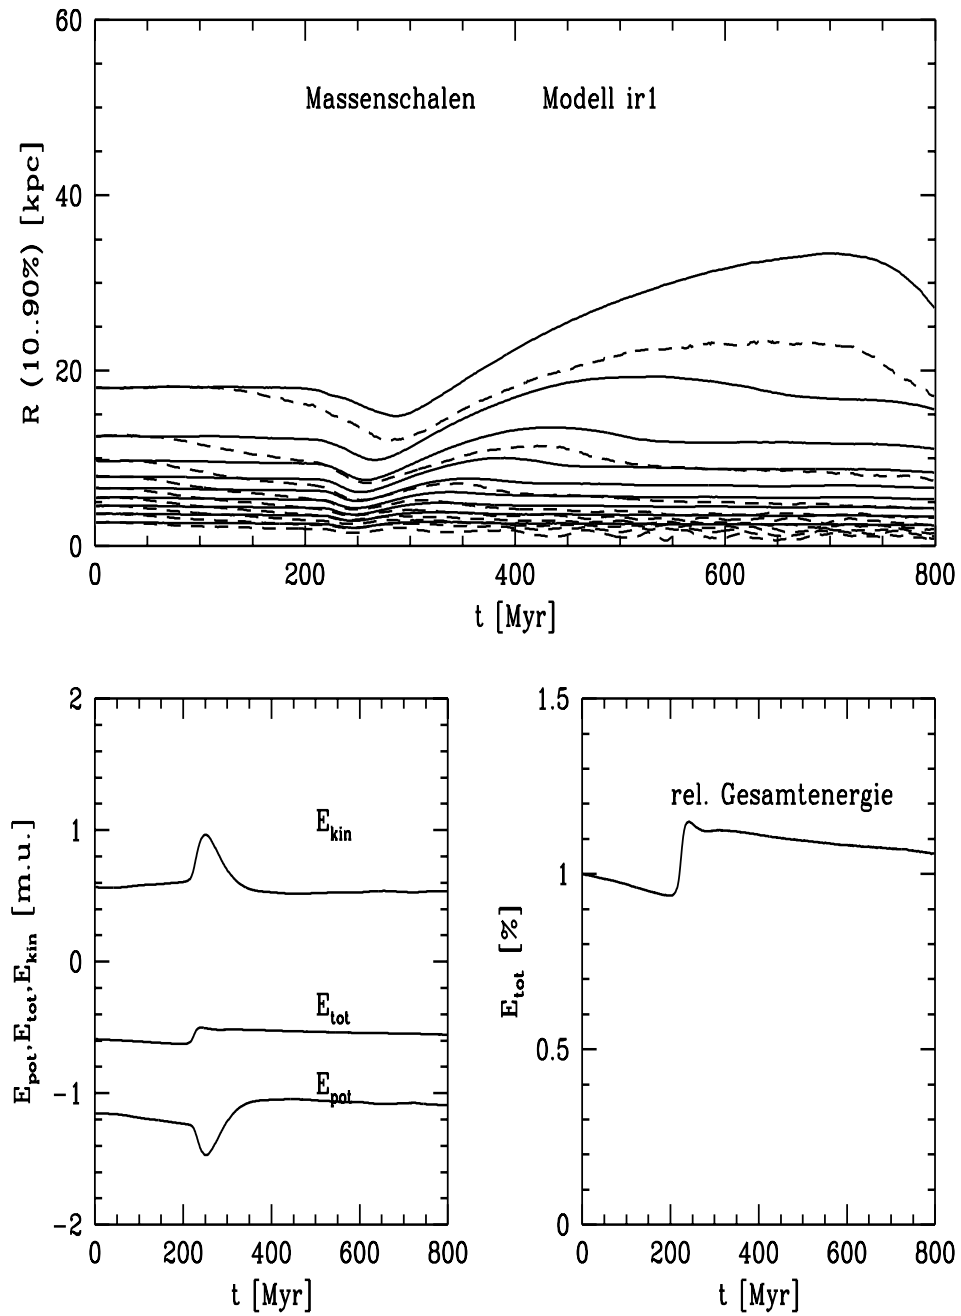 60
Massenschalen Modell ir1
R (10..90%) [kpc]
40
20
0
0 200 400 600 800
t [Myr]
2
1
0
-1
-2
E_pot,E_tot,E_kin [m.u.]
E_kin
E_tot
E_pot
0 200 400 600 800
t [Myr]
1.5
1
0.5
0
E_tot [%]
rel. Gesamtenergie
0 200 400 600 800
t [Myr]